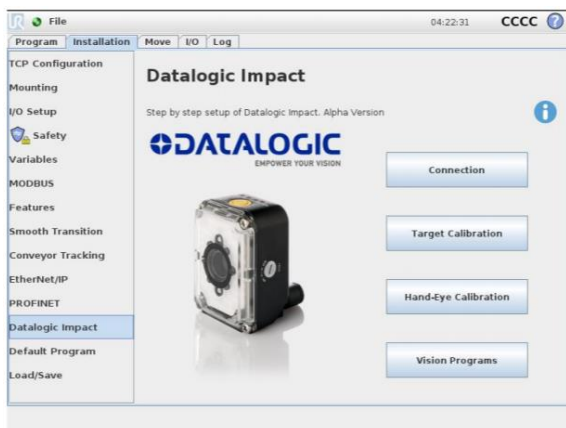 File
04:22:31
CCCC
?
Program
Installation
Move
I/O
Log
TCP Configuration
Mounting
I/O Setup
Safety
Variables
MODBUS
Features
Smooth Transition
Conveyor Tracking
EtherNet/IP
PROFINET
Datalogic Impact
Default Program
Load/Save
Datalogic Impact
Step by step setup of Datalogic Impact. Alpha Version
i
DATALOGIC
EMPOWER YOUR VISION
Connection
Target Calibration
Hand-Eye Calibration
Vision Programs